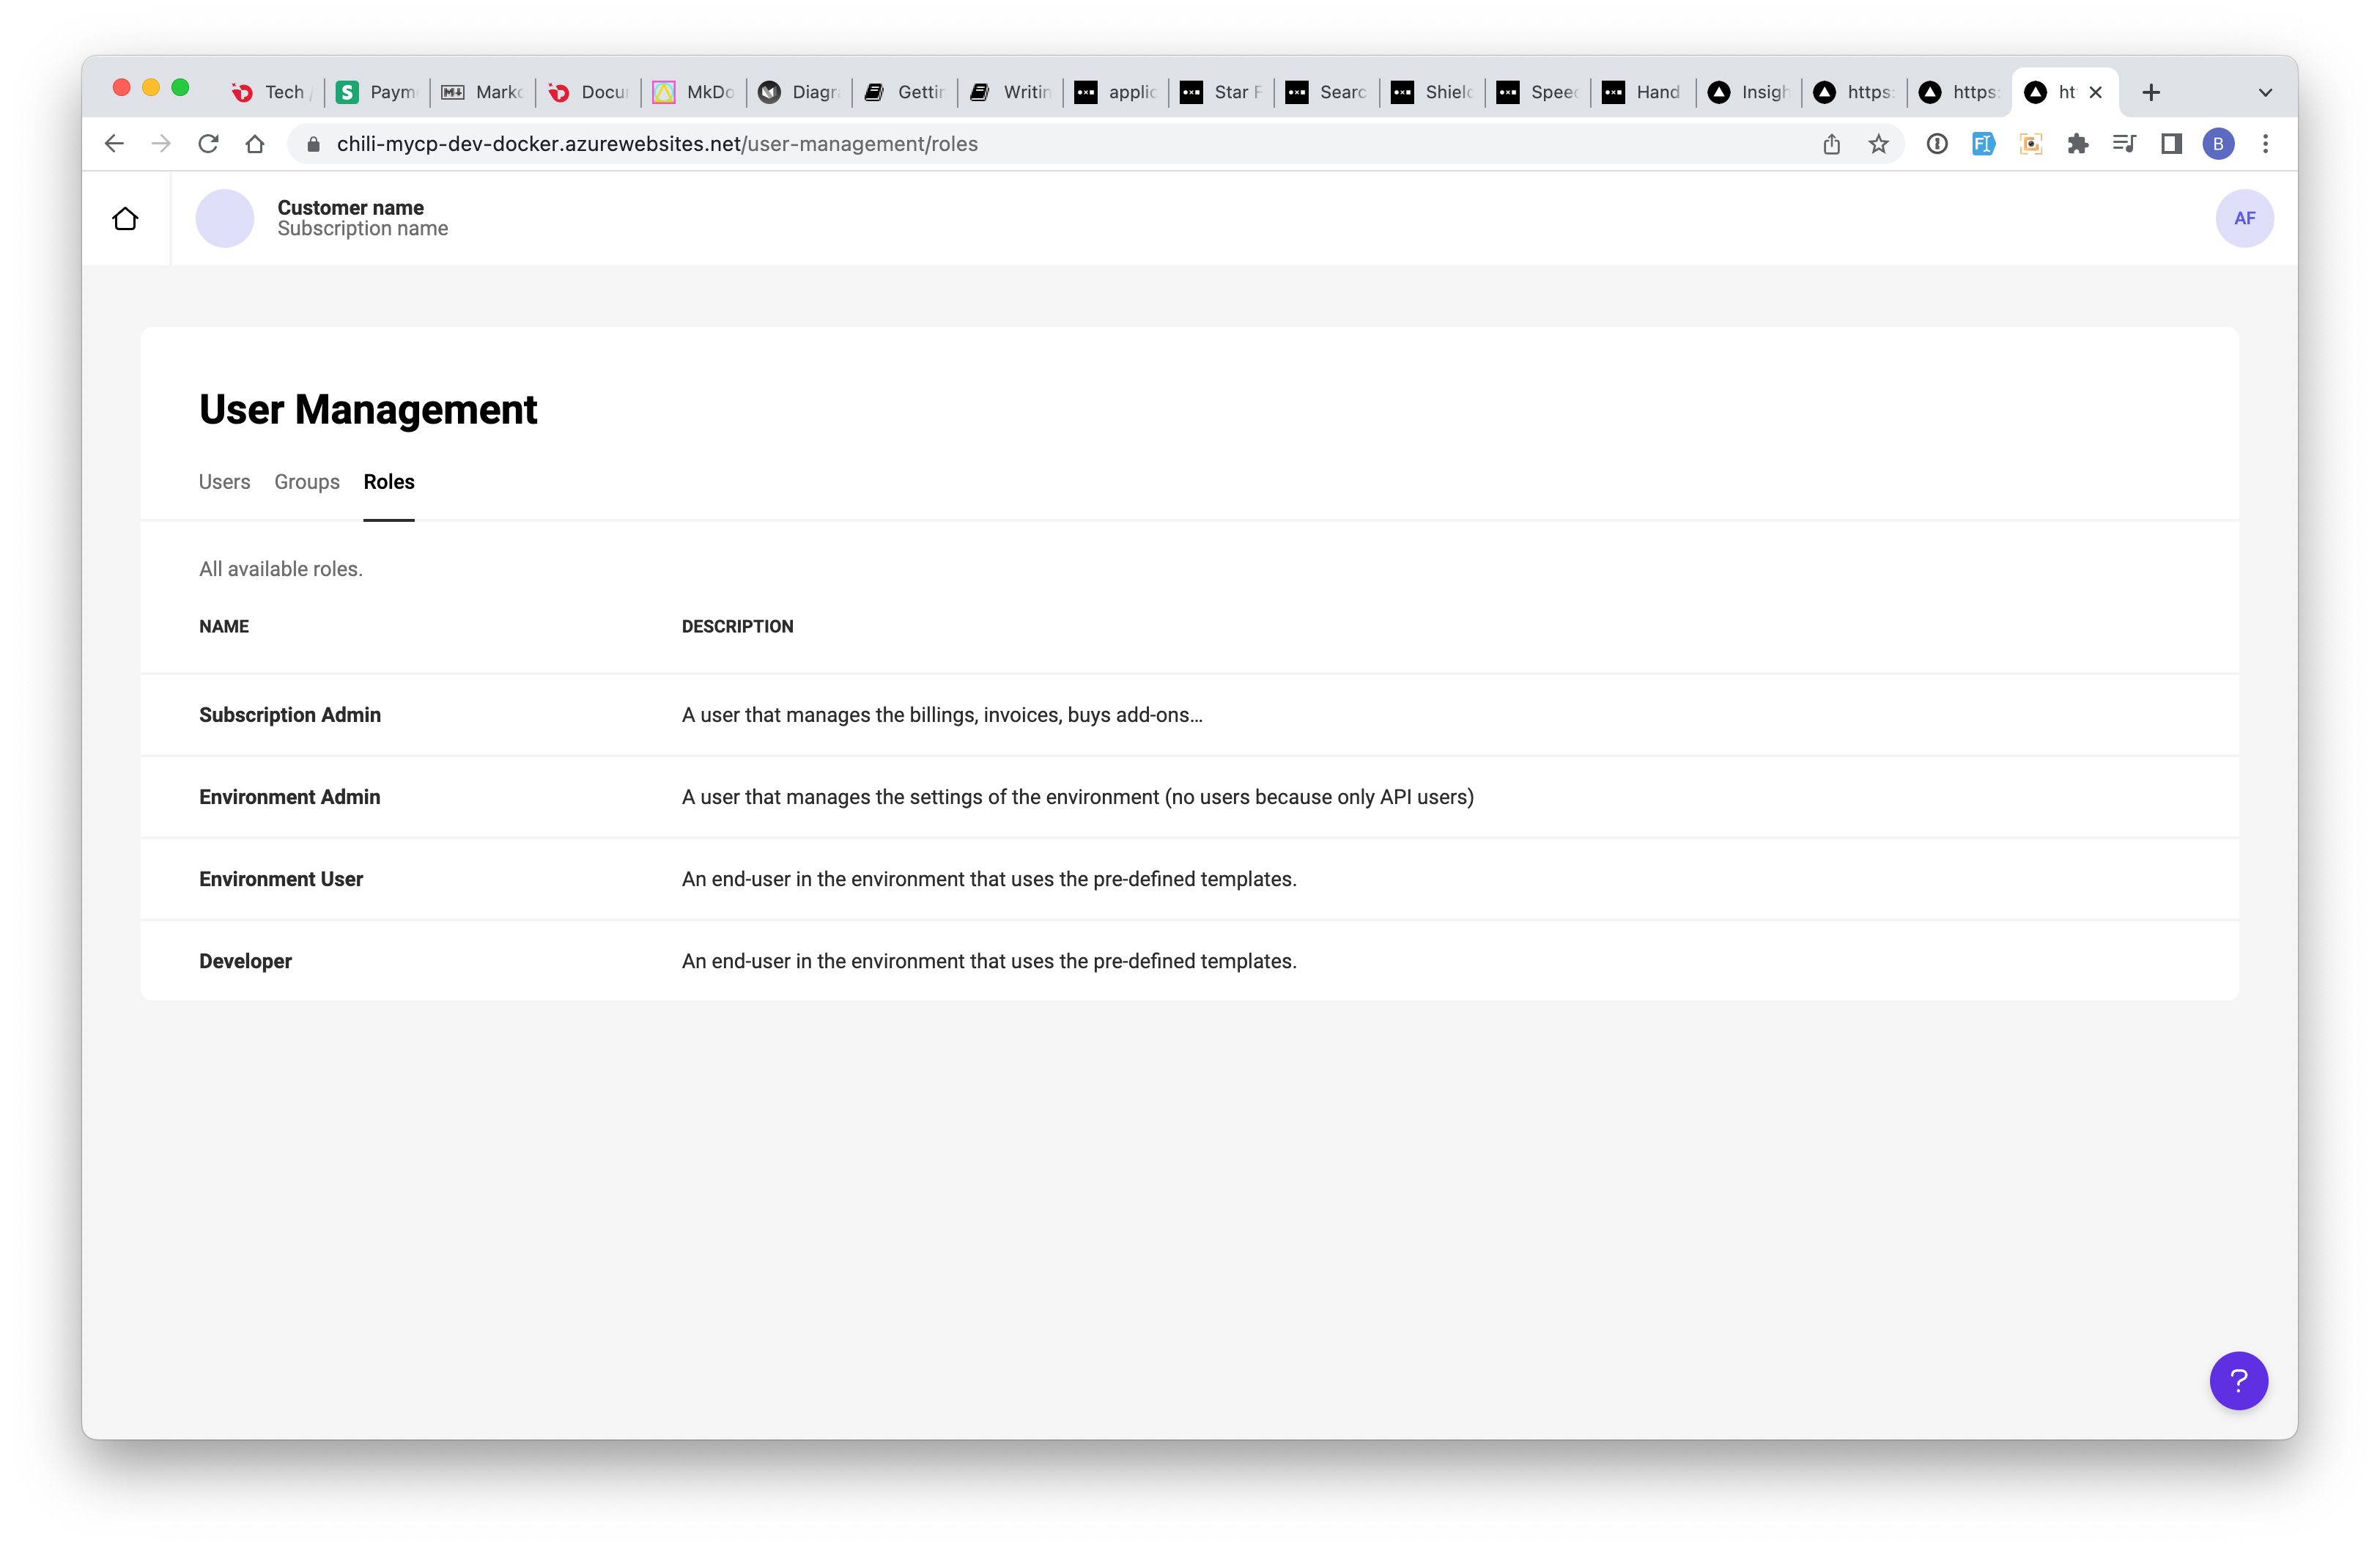 Tech
S Paym
M↓ Mark
Docu
MkDo
Diagr
Gettin
Writin
applic
Star F
Searc
Shield
Speed
Hand
Insigh
https:
https:
ht
chili-mycp-dev-docker.azurewebsites.net/user-management/roles
B
Customer name
Subscription name
AF
User Management
Users Groups Roles
All available roles.
NAME DESCRIPTION
Subscription Admin A user that manages the billings, invoices, buys add-ons...
Environment Admin A user that manages the settings of the environment (no users because only API users)
Environment User An end-user in the environment that uses the pre-defined templates.
Developer An end-user in the environment that uses the pre-defined templates.
?